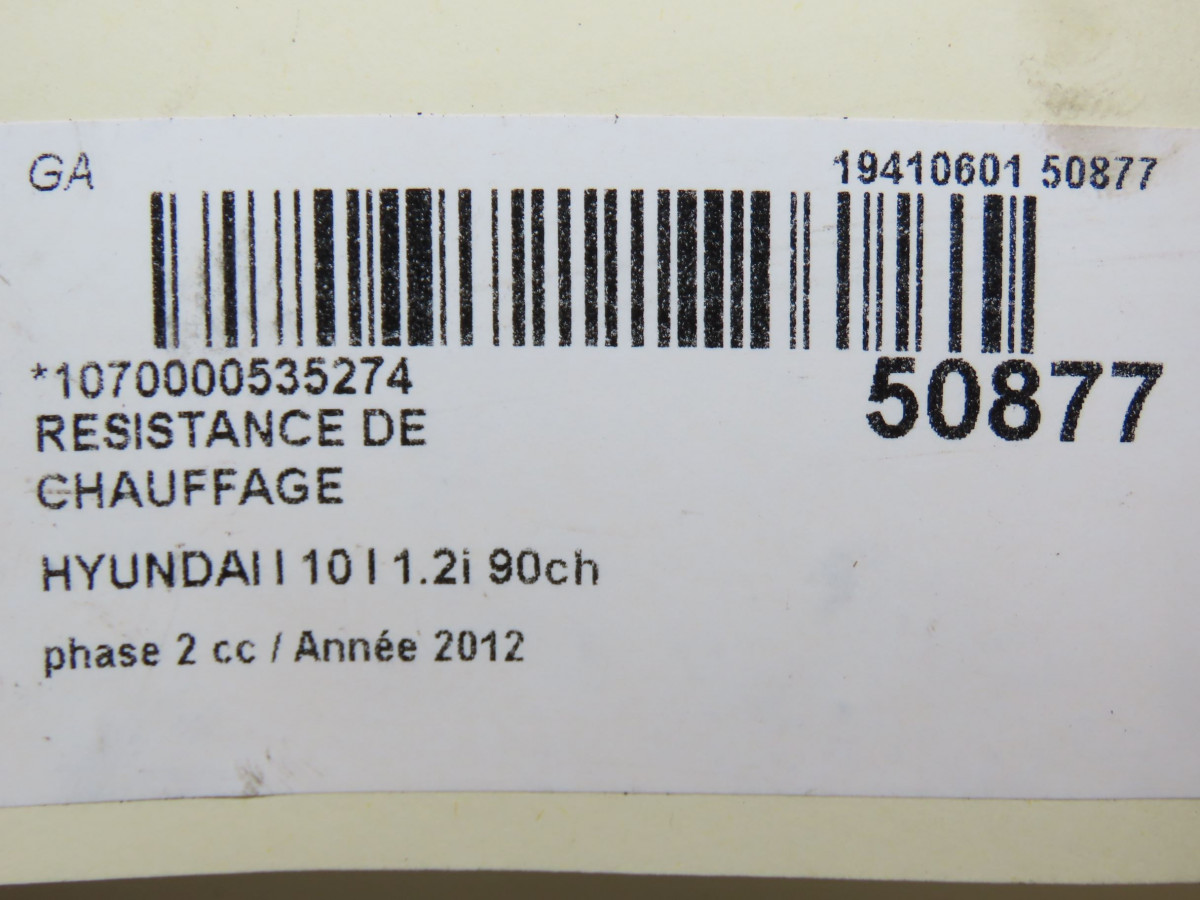 GA
19410601 50877
*1070000535274
50877
RESISTANCE DE
CHAUFFAGE
HYUNDAI I 10 I 1.2i 90ch
phase 2 cc / Année 2012